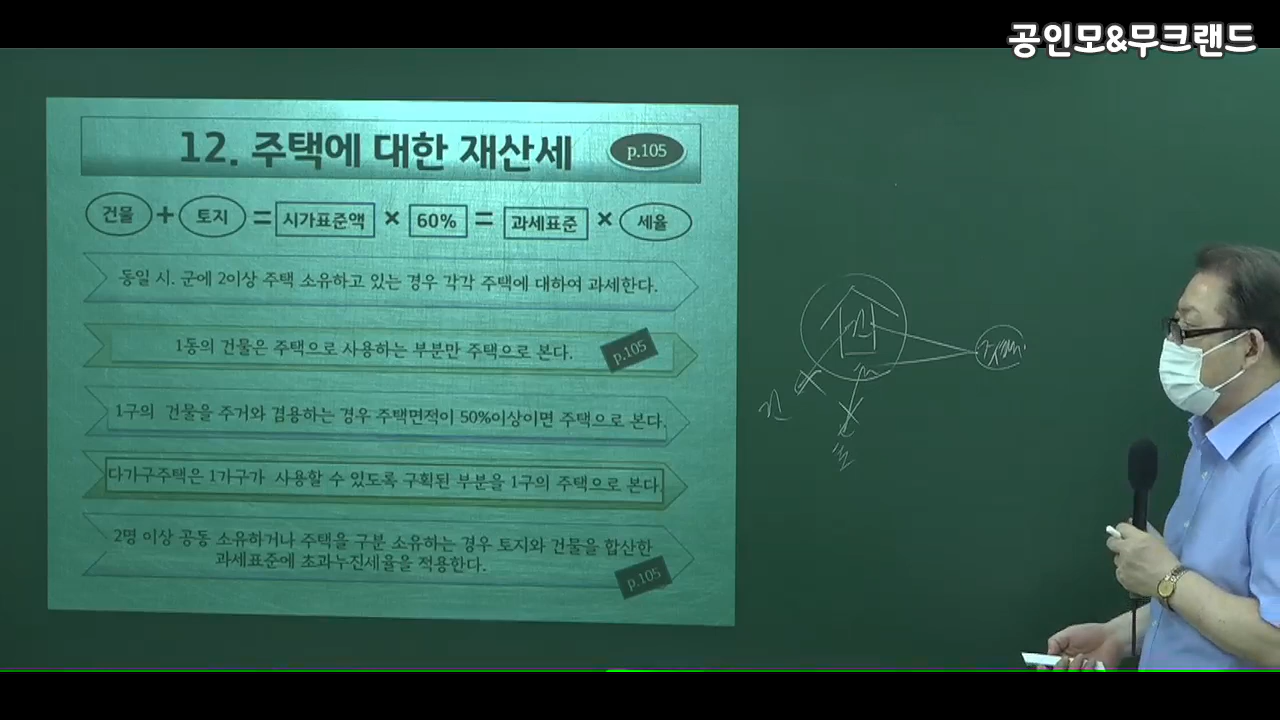 공인모&무크랜드
12. 주택에 대한 재산세
p.105
건물 + 토지 = 시가표준액 × 60% = 과세표준 × 세율
동일 시. 군에 2이상 주택 소유하고 있는 경우 각각 주택에 대하여 과세한다.
1동의 건물은 주택으로 사용하는 부분만 주택으로 본다.
p.105
1구의 건물을 주거와 겸용하는 경우 주택면적이 50%이상이면 주택으로 본다.
다가구주택은 1가구가 사용할 수 있도록 구획된 부분을 1구의 주택으로 본다.
2명 이상 공동 소유하거나 주택을 구분 소유하는 경우 토지와 건물을 합산한
과세표준에 초과누진세율을 적용한다.
p.105